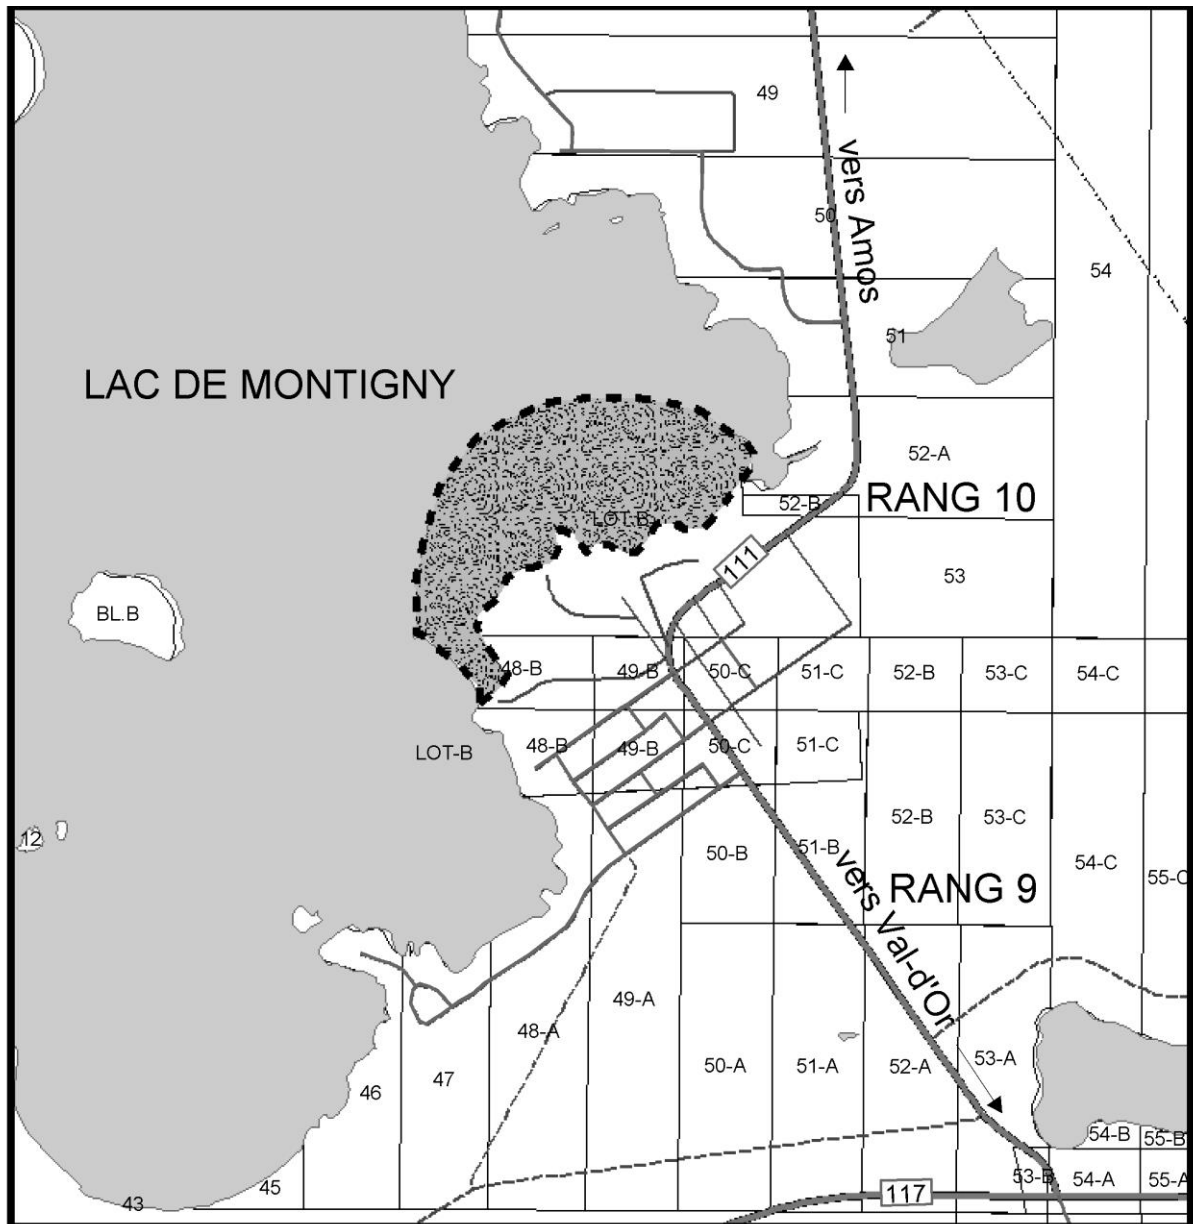 49
vers Amos
50
54
51
LAC DE MONTIGNY
52-A
RANG 10
52-B
LOT-B
111
53
BL.B
48-B
49-B
50-C
51-C
52-B
53-C
54-C
48-B
49-B
50-C
51-C
LOT-B
52-B
53-C
12
50-B
51-B
54-C
55-C
vers Val-d'Or
RANG 9
49-A
48-A
50-A
51-A
52-A
53-A
46
47
54-B
55-B
53-B
54-A
55-A
45
43
117